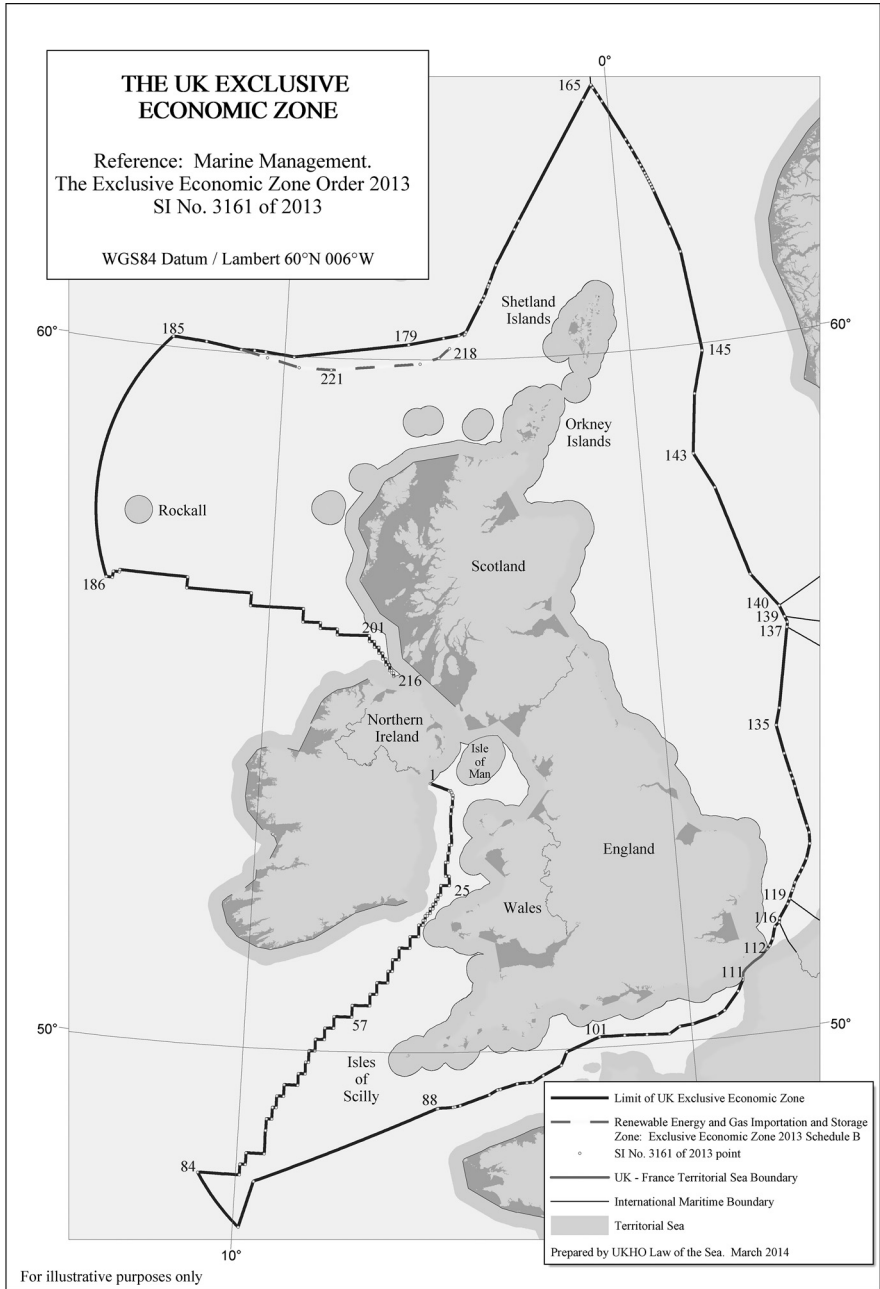 THE UK EXCLUSIVE
ECONOMIC ZONE
Reference: Marine Management.
The Exclusive Economic Zone Order 2013
SI No. 3161 of 2013
WGS84 Datum / Lambert 60°N 006°W
0°
165
Shetland
Islands
60°
185
179
218
60°
145
221
Orkney
Islands
143
Rockall
Scotland
186
140
139
137
201
216
Northern
Ireland
135
Isle
of
Man
1
England
25
Wales
119
116
112
111
57
101
50°
50°
Isles
of
Scilly
88
84
10°
Limit of UK Exclusive Economic Zone
Renewable Energy and Gas Importation and Storage
Zone: Exclusive Economic Zone 2013 Schedule B
SI No. 3161 of 2013 point
UK - France Territorial Sea Boundary
International Maritime Boundary
Territorial Sea
Prepared by UKHO Law of the Sea. March 2014
For illustrative purposes only